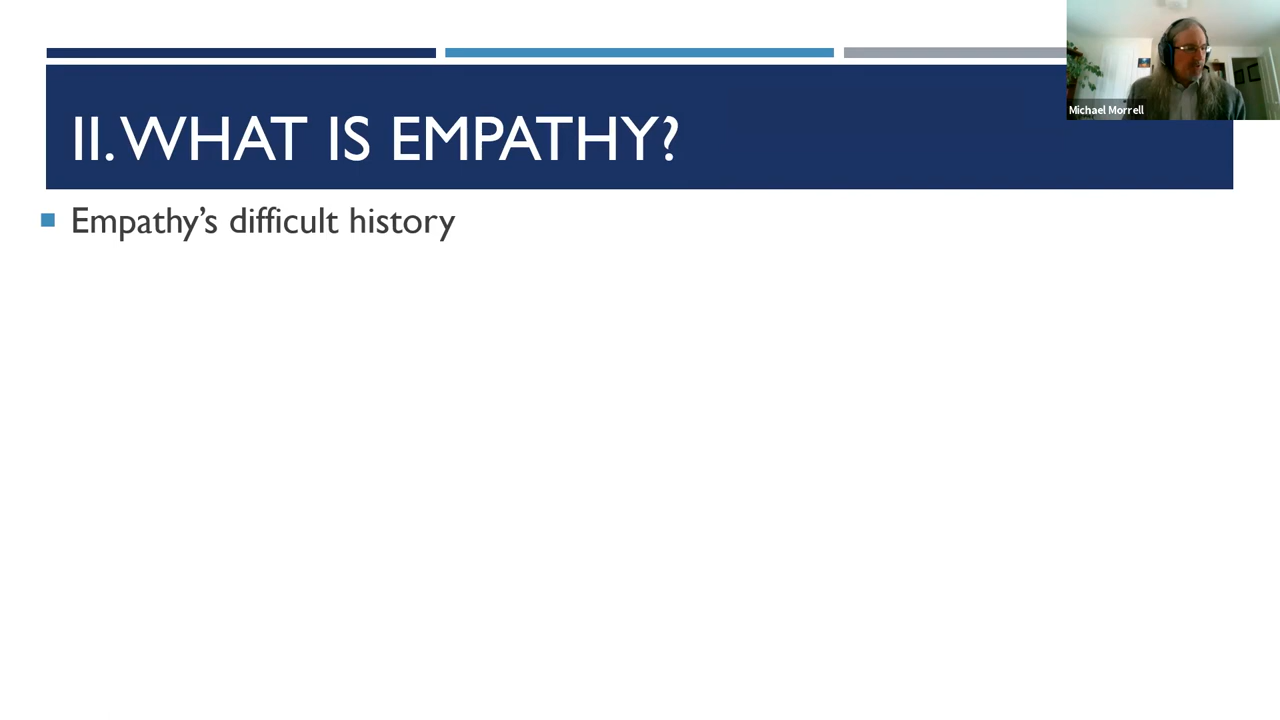 II. WHAT IS EMPATHY?
Michael Morrell
Empathy’s difficult history